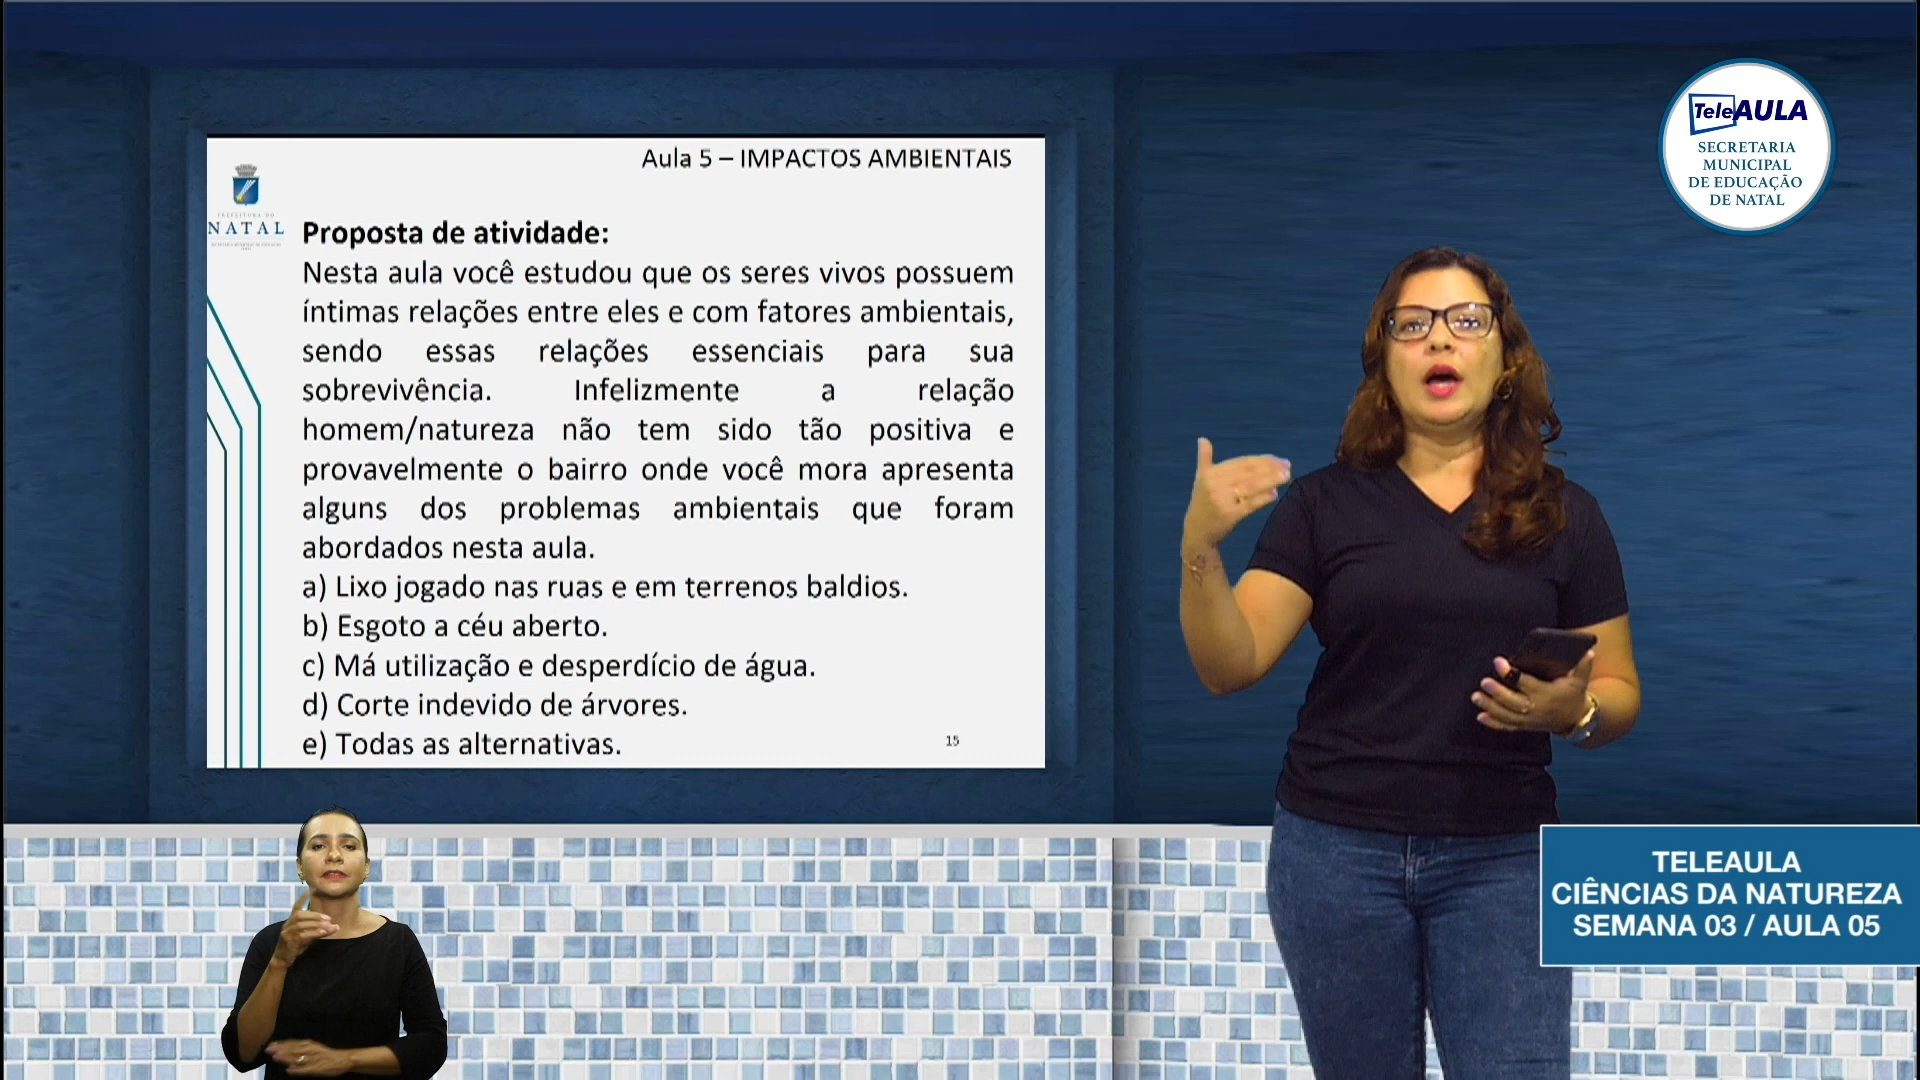 Aula 5 – IMPACTOS AMBIENTAIS
PREFEITURA DO
NATAL
Proposta de atividade:
Nesta aula você estudou que os seres vivos possuem
íntimas relações entre eles e com fatores ambientais,
sendo essas relações essenciais para sua
sobrevivência. Infelizmente a relação
homem/natureza não tem sido tão positiva e
provavelmente o bairro onde você mora apresenta
alguns dos problemas ambientais que foram
abordados nesta aula.
a) Lixo jogado nas ruas e em terrenos baldios.
b) Esgoto a céu aberto.
c) Má utilização e desperdício de água.
d) Corte indevido de árvores.
e) Todas as alternativas.
15
TeleAULA
SECRETARIA
MUNICIPAL
DE EDUCAÇÃO
DE NATAL
TELEAULA
CIÊNCIAS DA NATUREZA
SEMANA 03 / AULA 05